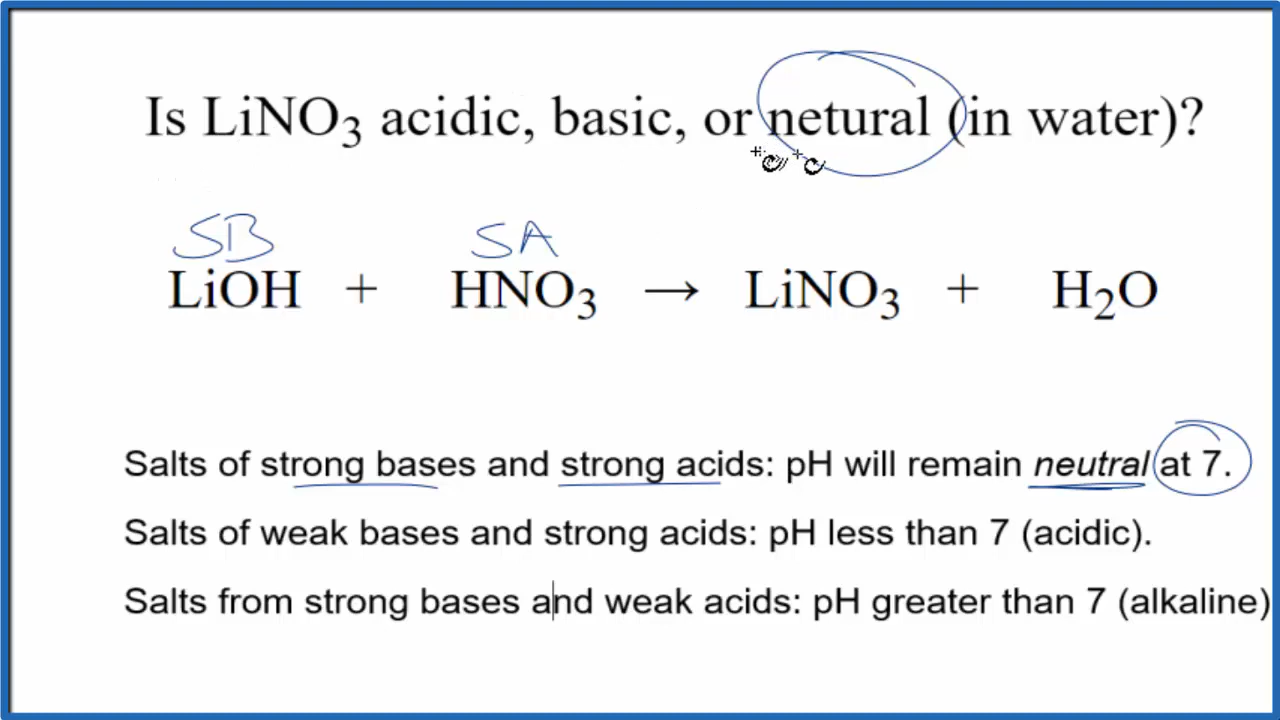 Is LiNO₃ acidic, basic, or netural (in water)?
SB SA
LiOH + HNO₃ → LiNO₃ + H₂O
Salts of strong bases and strong acids: pH will remain neutral at 7.
Salts of weak bases and strong acids: pH less than 7 (acidic).
Salts from strong bases and weak acids: pH greater than 7 (alkaline)